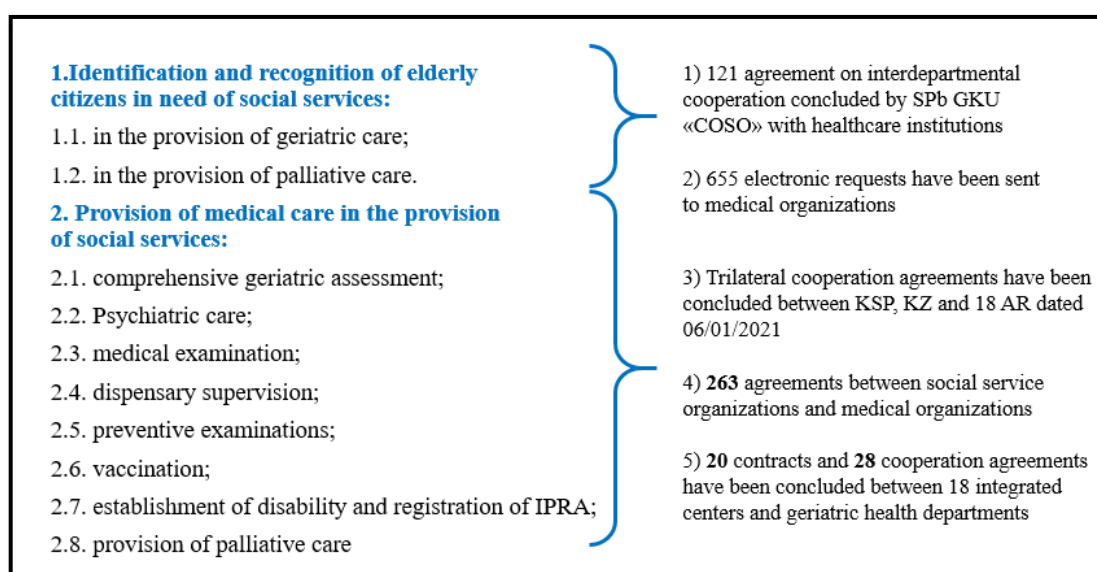 1.Identification and recognition of elderly
citizens in need of social services:
1.1. in the provision of geriatric care;
1.2. in the provision of palliative care.
2. Provision of medical care in the provision
of social services:
2.1. comprehensive geriatric assessment;
2.2. Psychiatric care;
2.3. medical examination;
2.4. dispensary supervision;
2.5. preventive examinations;
2.6. vaccination;
2.7. establishment of disability and registration of IPRA;
2.8. provision of palliative care
1) 121 agreement on interdepartmental
cooperation concluded by SPb GKU
«COSO» with healthcare institutions
2) 655 electronic requests have been sent
to medical organizations
3) Trilateral cooperation agreements have been
concluded between KSP, KZ and 18 AR dated
06/01/2021
4) 263 agreements between social service
organizations and medical organizations
5) 20 contracts and 28 cooperation agreements
have been concluded between 18 integrated
centers and geriatric health departments